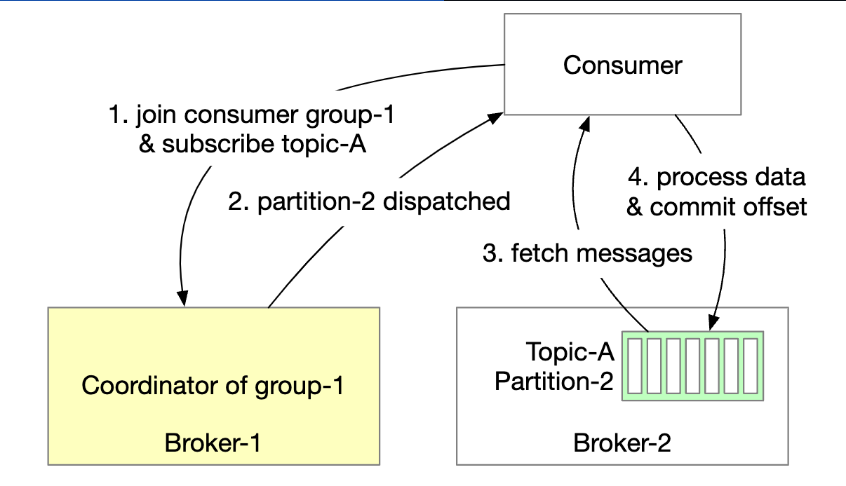 Consumer
1. join consumer group-1
& subscribe topic-A
2. partition-2 dispatched
4. process data
& commit offset
3. fetch messages
Coordinator of group-1
Broker-1
Topic-A
Partition-2
Broker-2